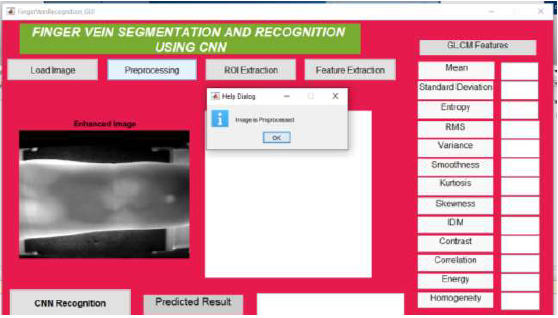 FingerVeinRecognition_GUI
FINGER VEIN SEGMENTATION AND RECOGNITION
USING CNN
GLCM Features
Load Image
Preprocessing
ROI Extraction
Feature Extraction
Mean
Standard Deviation
Entropy
RMS
Variance
Smoothness
Kurtosis
Skewness
IDM
Contrast
Correlation
Energy
Homogeneity
Help Dialog
Image is Preprocessed
OK
Enhanced Image
CNN Recognition
Predicted Result